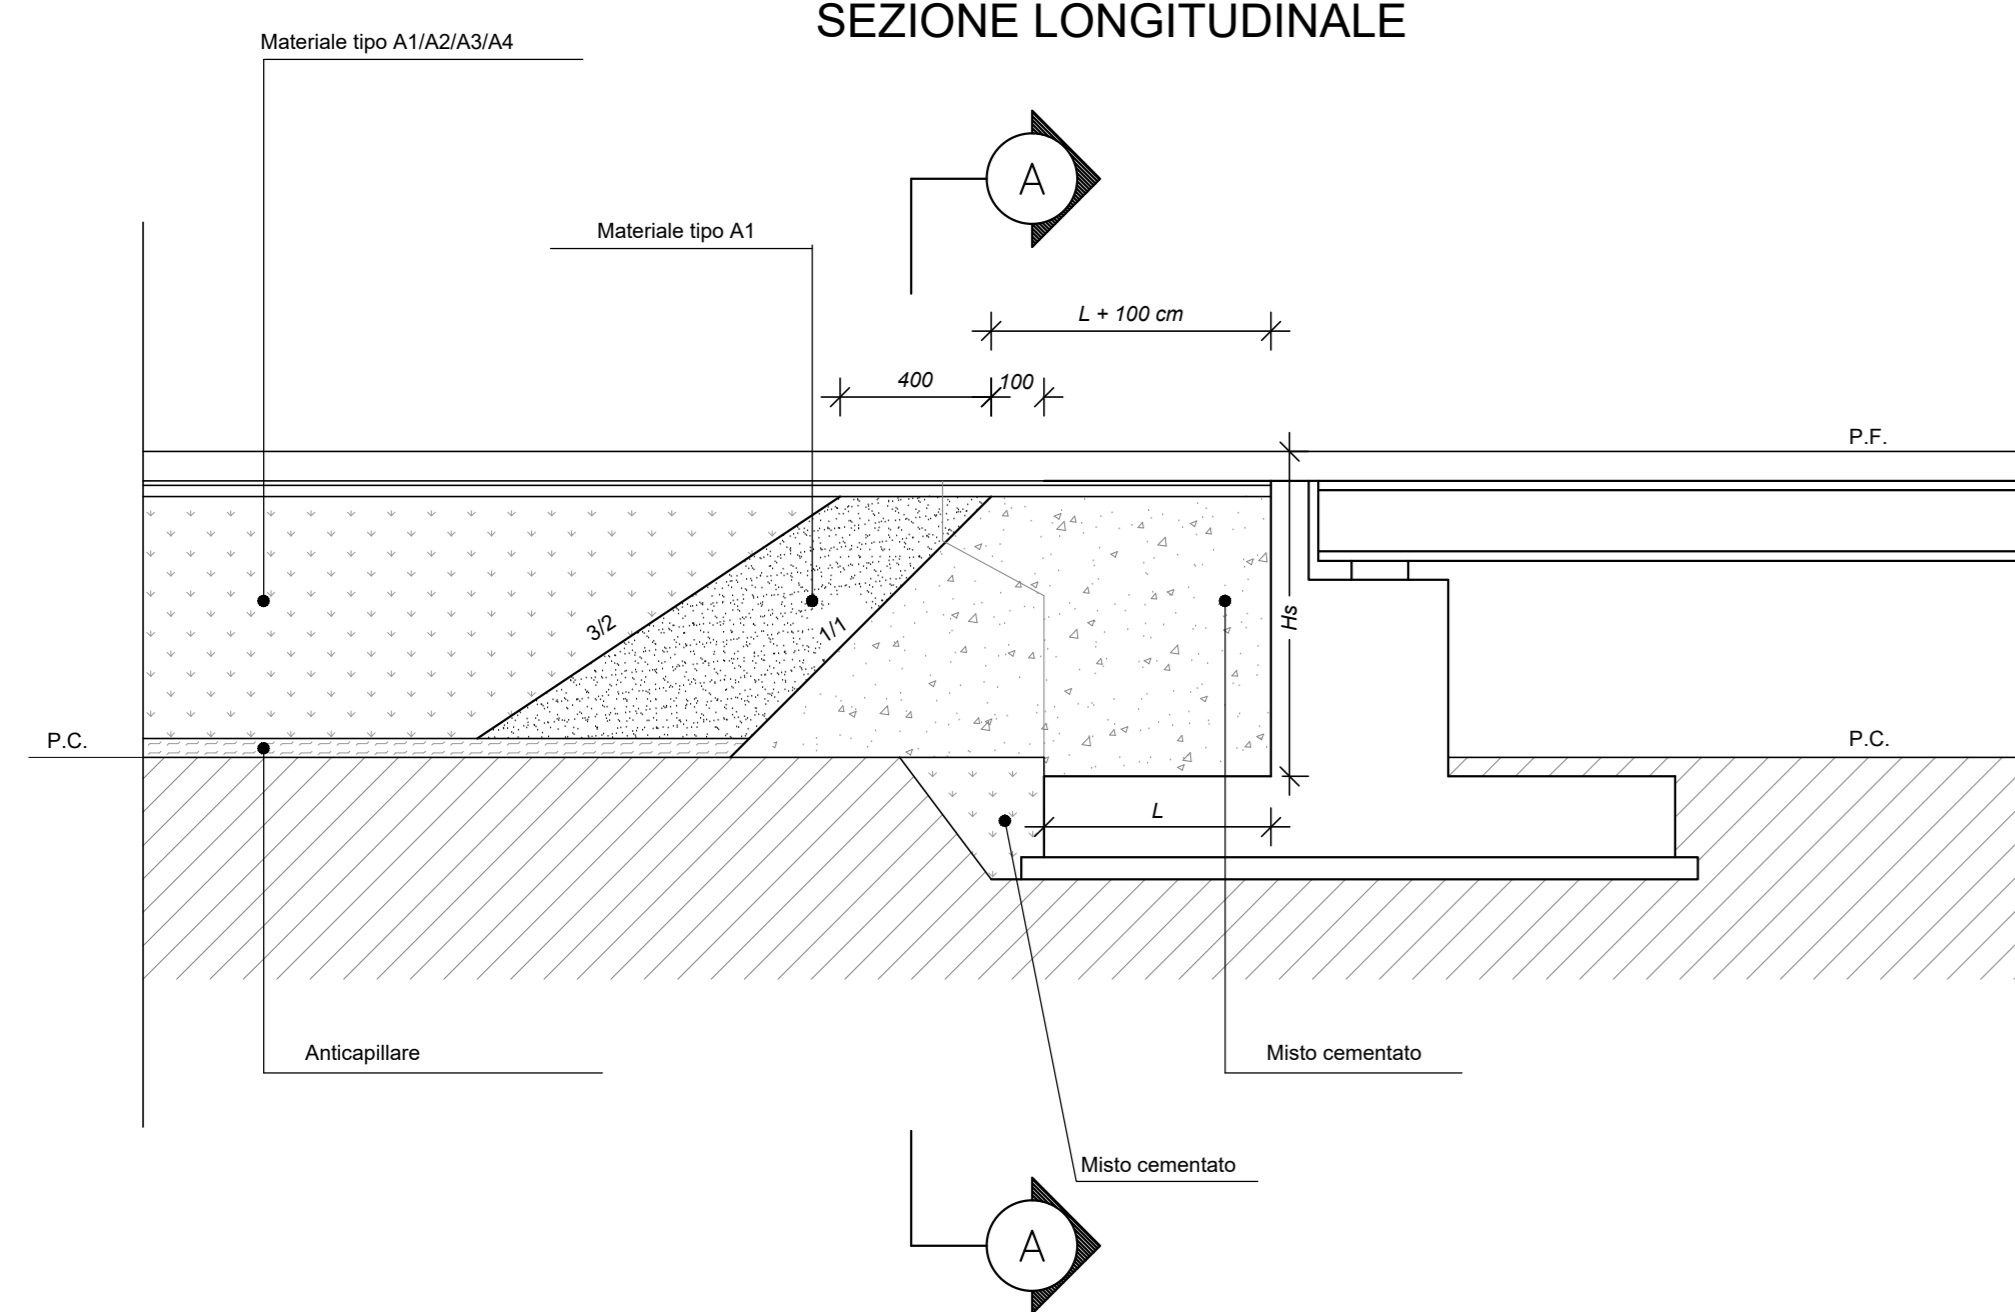 SEZIONE LONGITUDINALE
Materiale tipo A1/A2/A3/A4
A
Materiale tipo A1
L + 100 cm
400
100
P.F.
Hs
3/2
1/1
P.C.
P.C.
L
Anticapillare
Misto cementato
Misto cementato
A